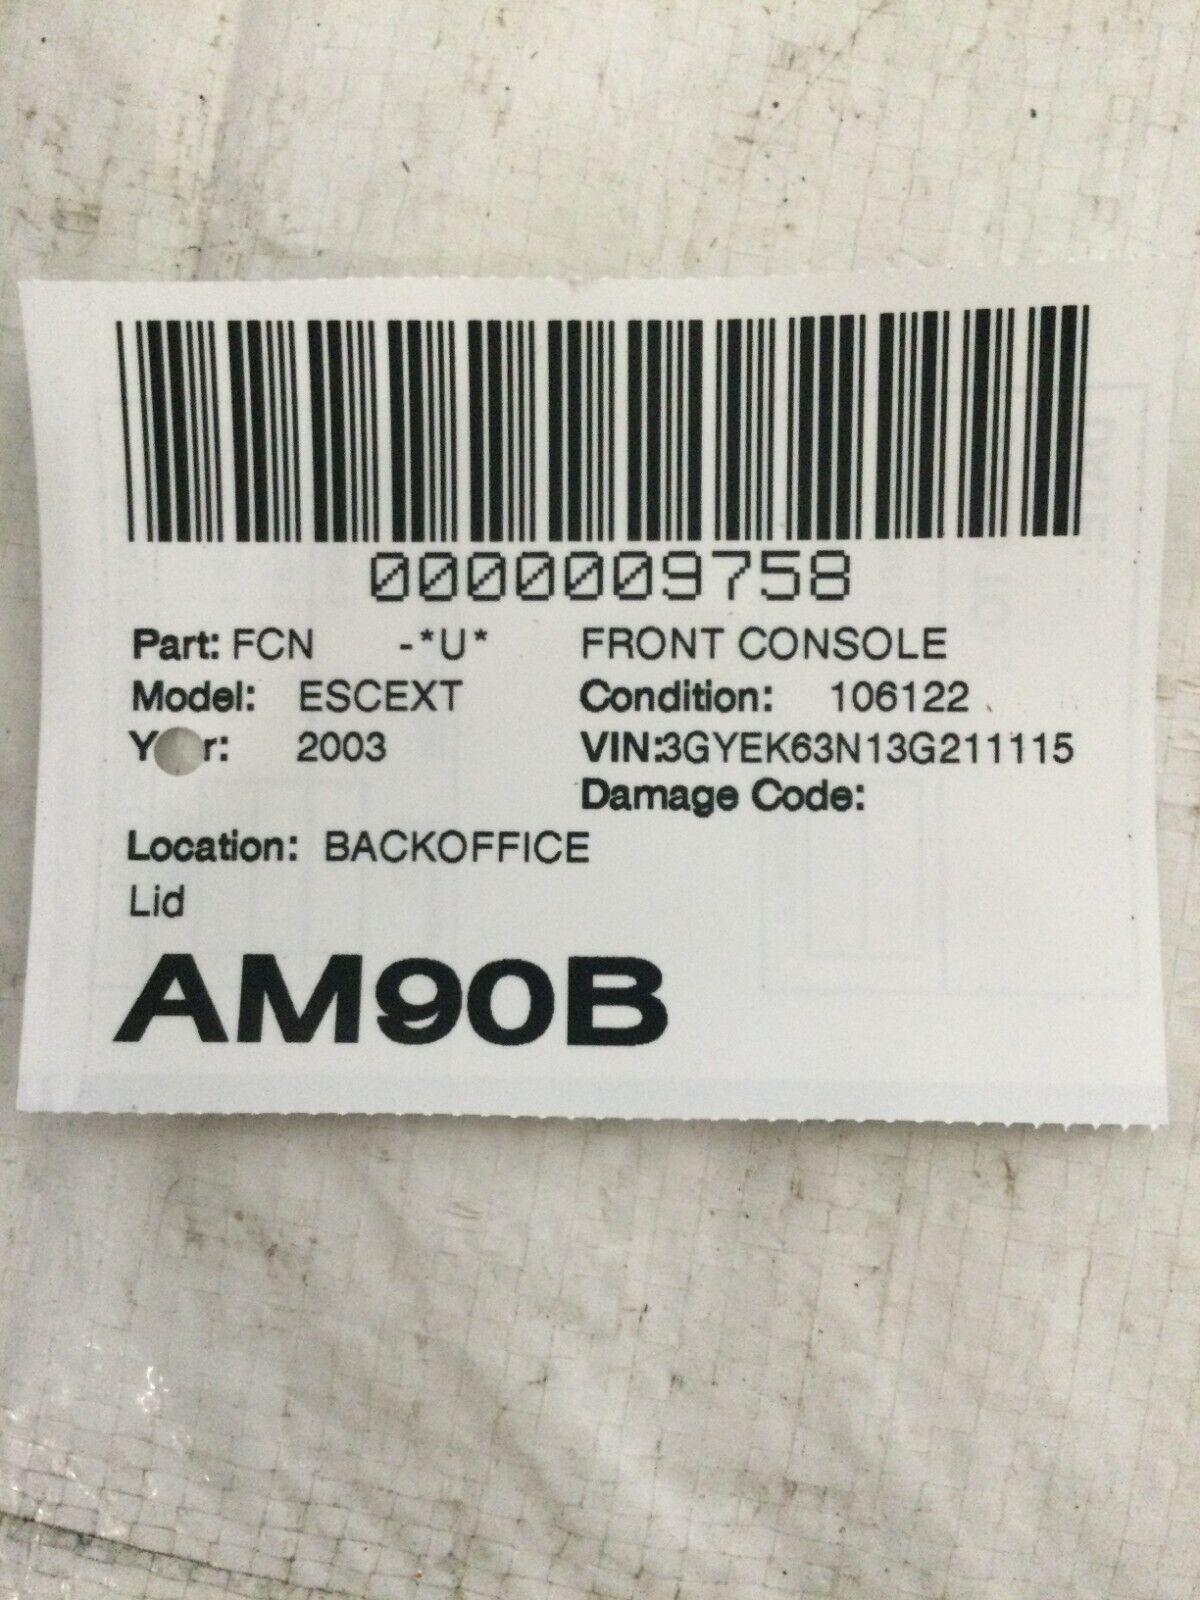 0000009758
Part: FCN -*U* FRONT CONSOLE
Model: ESCEXT Condition: 106122
Y r: 2003 VIN:3GYEK63N13G211115
Damage Code:
Location: BACKOFFICE
Lid
AM90B